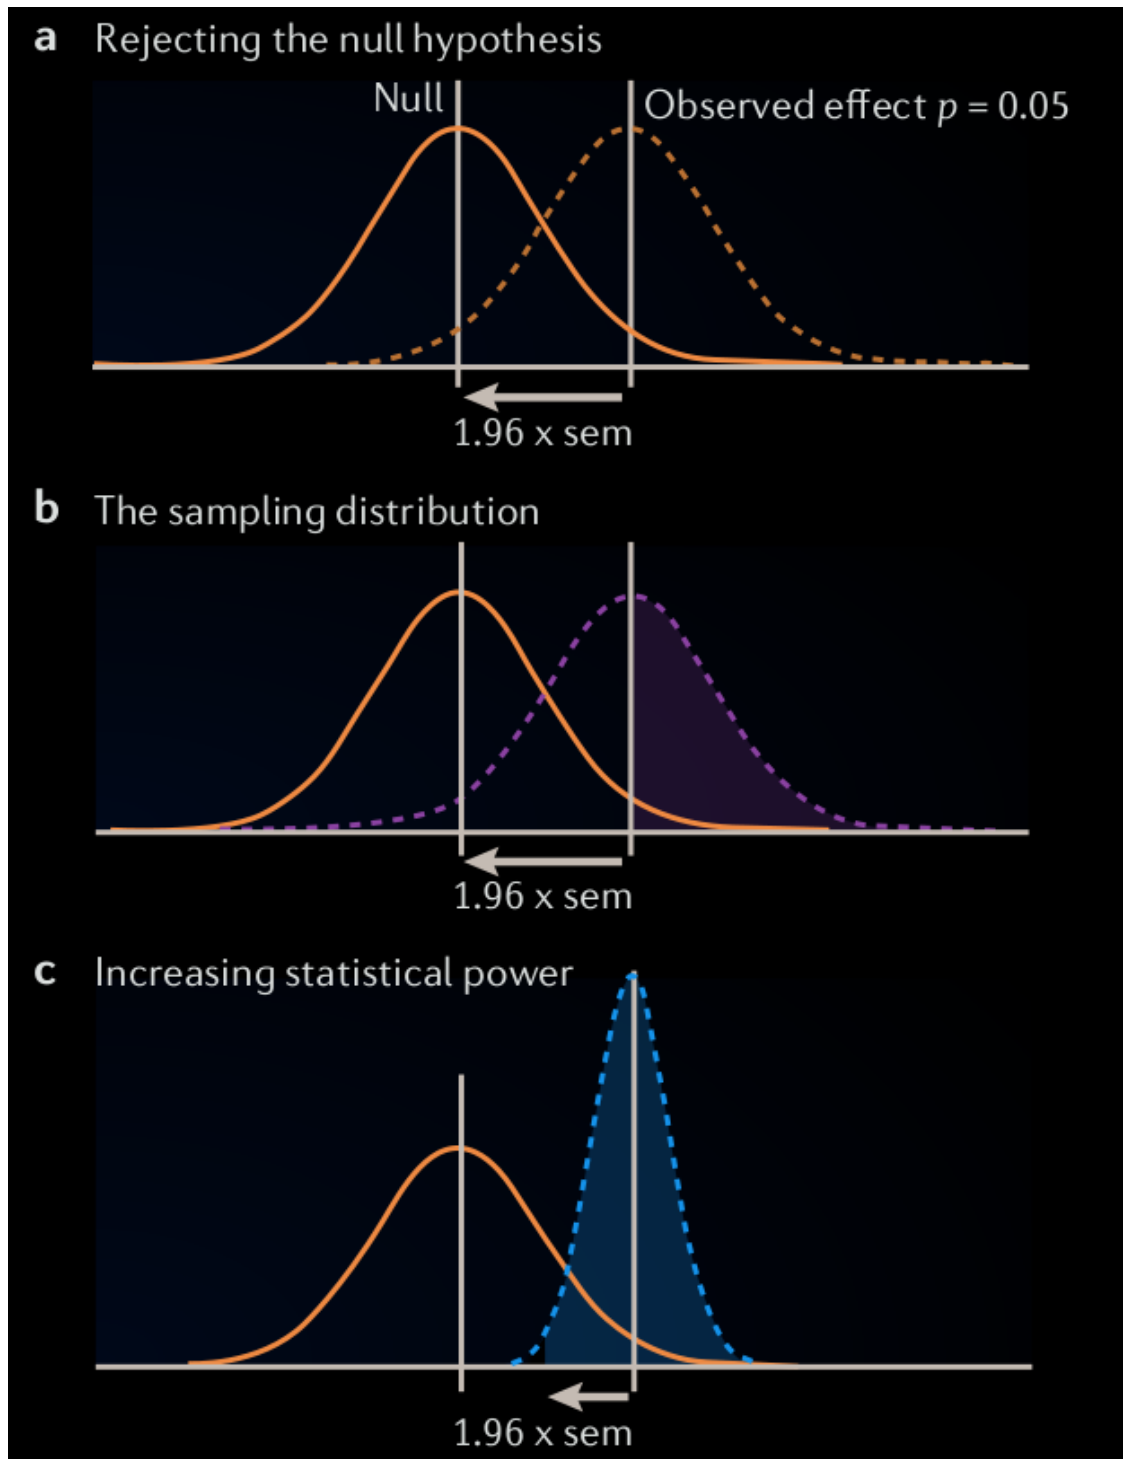 a Rejecting the null hypothesis
Null
Observed effect p = 0.05
1.96 x sem
b The sampling distribution
1.96 x sem
c Increasing statistical power
1.96 x sem